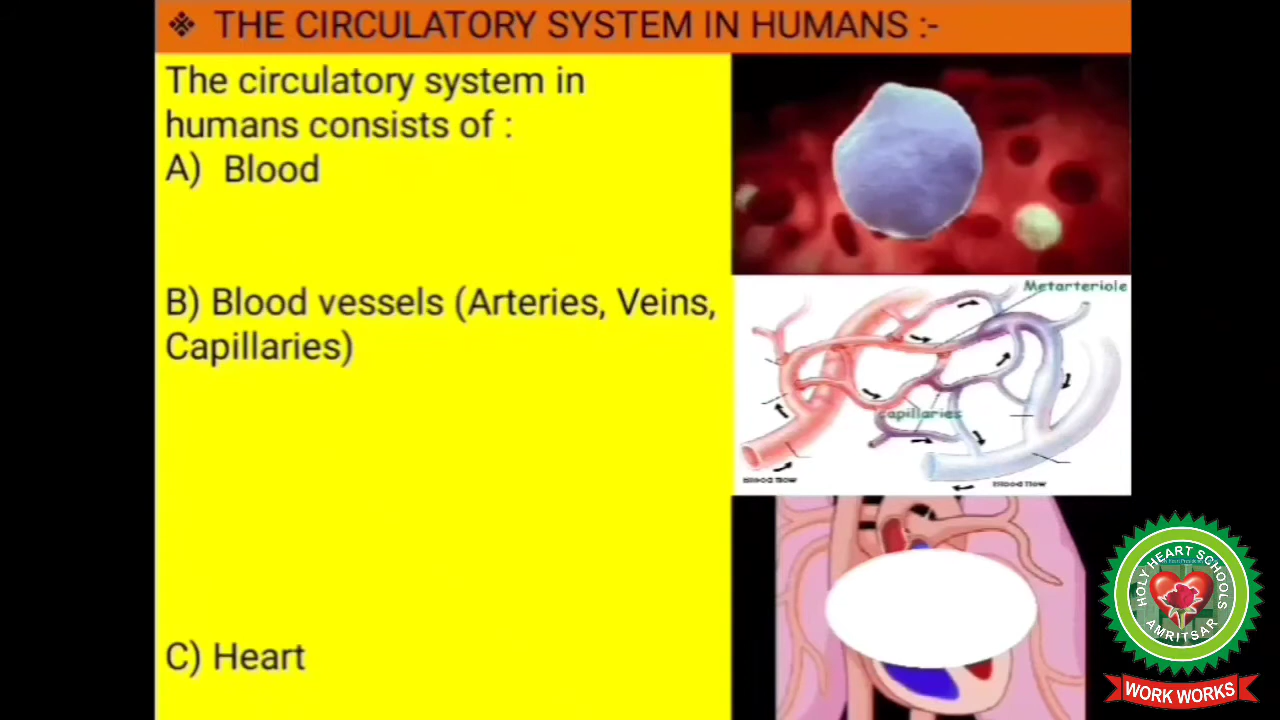 ❖ THE CIRCULATORY SYSTEM IN HUMANS :-
The circulatory system in
humans consists of :
A) Blood
B) Blood vessels (Arteries, Veins,
Capillaries)
C) Heart
Metarteriole
capillaries
Blood flow
Blood flow
HOLY HEART SCHOOLS
AMRITSAR
WORK WORKS